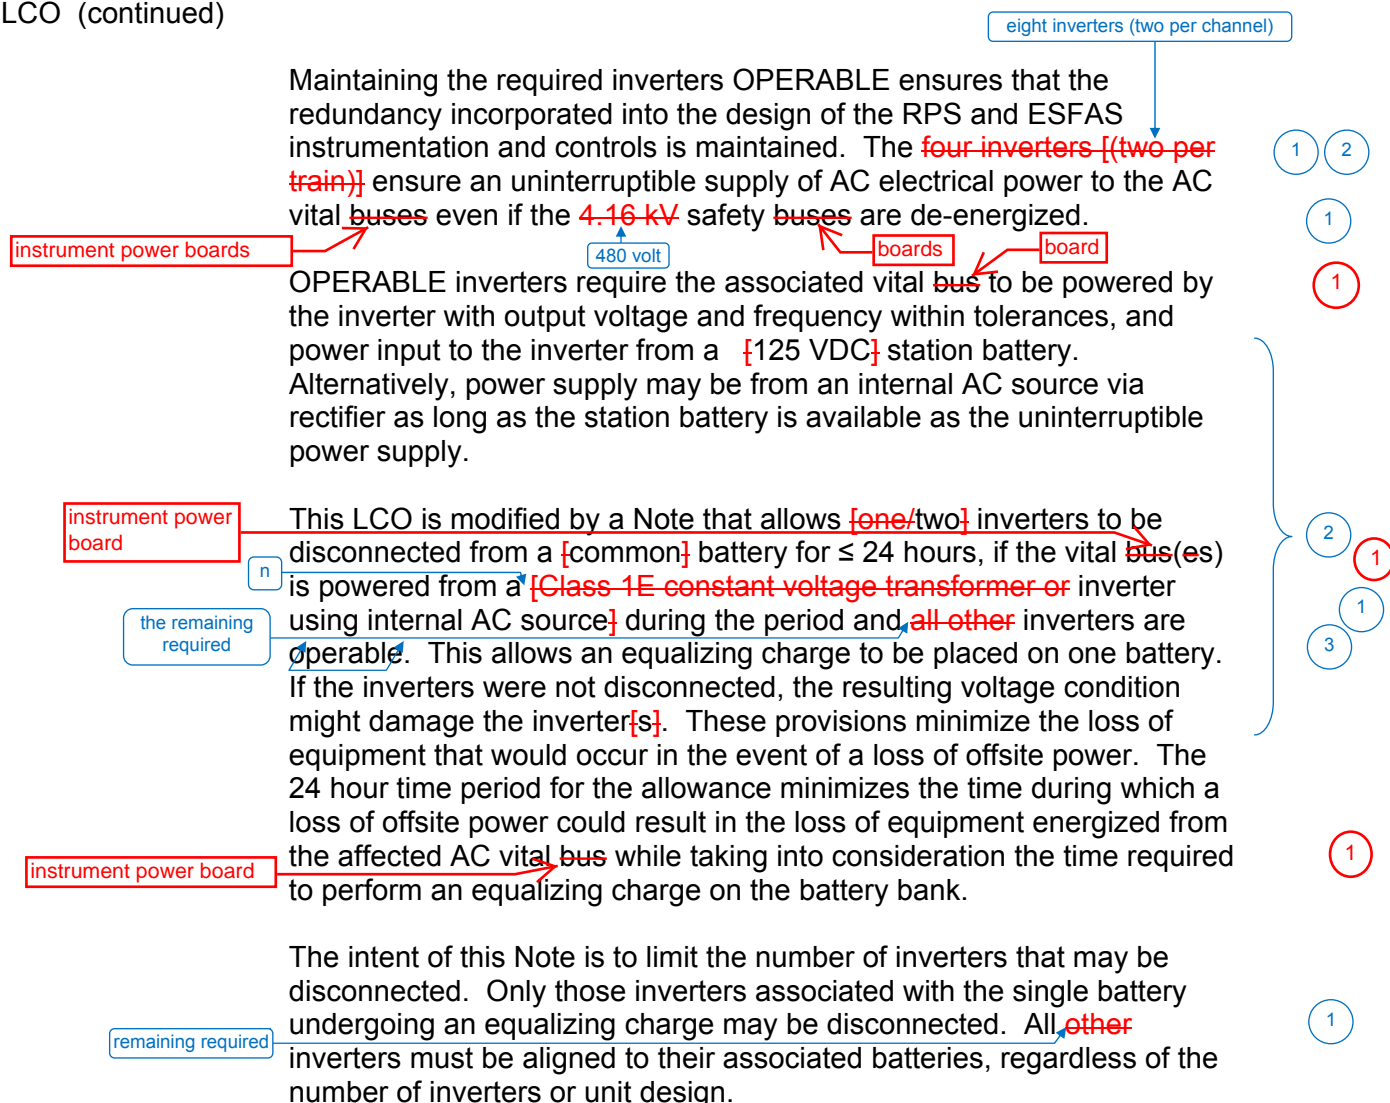 LCO (continued)
eight inverters (two per channel)
Maintaining the required inverters OPERABLE ensures that the
redundancy incorporated into the design of the RPS and ESFAS
instrumentation and controls is maintained. The four inverters [(two per
1 2
train)] ensure an uninterruptible supply of AC electrical power to the AC
vital buses even if the 4.16 kV safety buses are de-energized.
1
instrument power boards
480 volt
boards
board
OPERABLE inverters require the associated vital bus to be powered by
1
the inverter with output voltage and frequency within tolerances, and
power input to the inverter from a [125 VDC] station battery.
Alternatively, power supply may be from an internal AC source via
rectifier as long as the station battery is available as the uninterruptible
power supply.
instrument power
board
This LCO is modified by a Note that allows [one/two] inverters to be
disconnected from a [common] battery for ≤ 24 hours, if the vital bus(es)
2
1
n
is powered from a [Class 1E constant voltage transformer or inverter
1
the remaining
required
using internal AC source] during the period and all other inverters are
3
operable. This allows an equalizing charge to be placed on one battery.
If the inverters were not disconnected, the resulting voltage condition
might damage the inverter[s]. These provisions minimize the loss of
equipment that would occur in the event of a loss of offsite power. The
24 hour time period for the allowance minimizes the time during which a
loss of offsite power could result in the loss of equipment energized from
the affected AC vital bus while taking into consideration the time required
1
instrument power board
to perform an equalizing charge on the battery bank.
The intent of this Note is to limit the number of inverters that may be
disconnected. Only those inverters associated with the single battery
undergoing an equalizing charge may be disconnected. All other
1
remaining required
inverters must be aligned to their associated batteries, regardless of the
number of inverters or unit design.